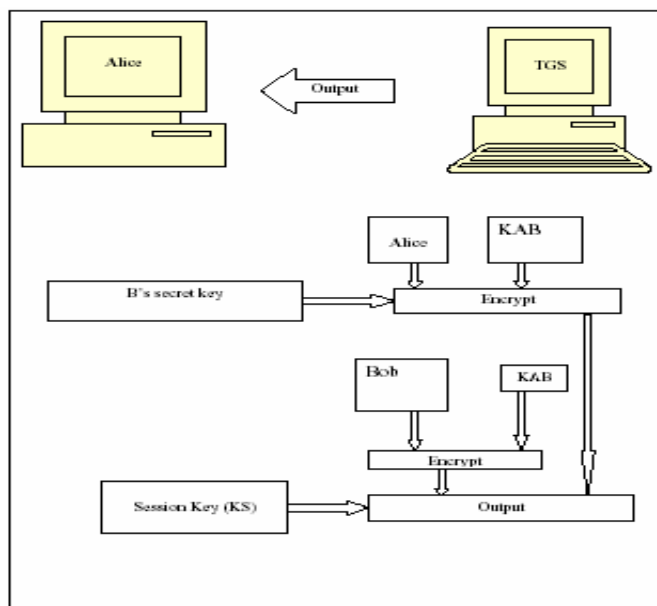 Alice
Output
TGS
Alice
KAB
B's secret key
Encrypt
Bob
KAB
Encrypt
Session Key (KS)
Output